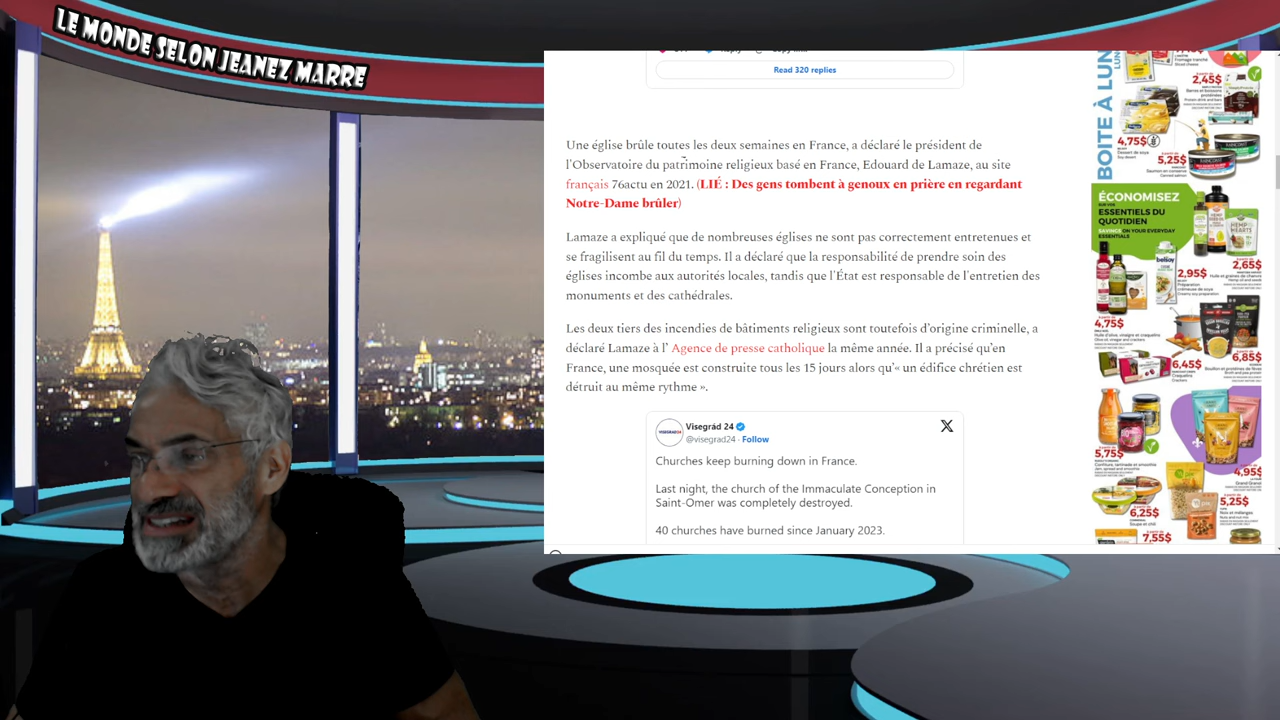 LE MONDE SELON JEANEZ MARRE
Read 320 replies
Une église brûle toutes les deux semaines en France, a déclaré le président de
l'Observatoire du patrimoine religieux basé en France, Edouard de Lamaze, au site
français 76actu en 2021. (LIÉ : Des gens tombent à genoux en prière en regardant
Notre-Dame brûler)
Lamaze a expliqué que de nombreuses églises ne sont pas correctement entretenues et
se fragilisent au fil du temps. Il a déclaré que la responsabilité de prendre soin des
églises incombe aux autorités locales, tandis que l'État est responsable de l'entretien des
monuments et des cathédrales.
Les deux tiers des incendies de bâtiments religieux sont toutefois d'origine criminelle, a
déclaré Lamaze à l'Agence de presse catholique la même année. Il a précisé qu'en
France, une mosquée est construite tous les 15 jours alors qu'« un édifice chrétien est
détruit au même rythme ».
Visegrád 24
@visegrad24 · Follow
Churches keep burning down in France.
Last night the church of the Immaculate Conception in
Saint-Omer was completely destroyed.
40 churches have burned since January 2023.
BOITE À LUN
2,45$
4,75$
5,25$
ÉCONOMISEZ
SUR VOS
ESSENTIELS DU
QUOTIDIEN
SAVINGS ON YOUR EVERYDAY
ESSENTIALS
2,65$
2,95$
4,75$
6,85$
6,45$
5,75$
4,95$
6,25$
5,25$
7,55$